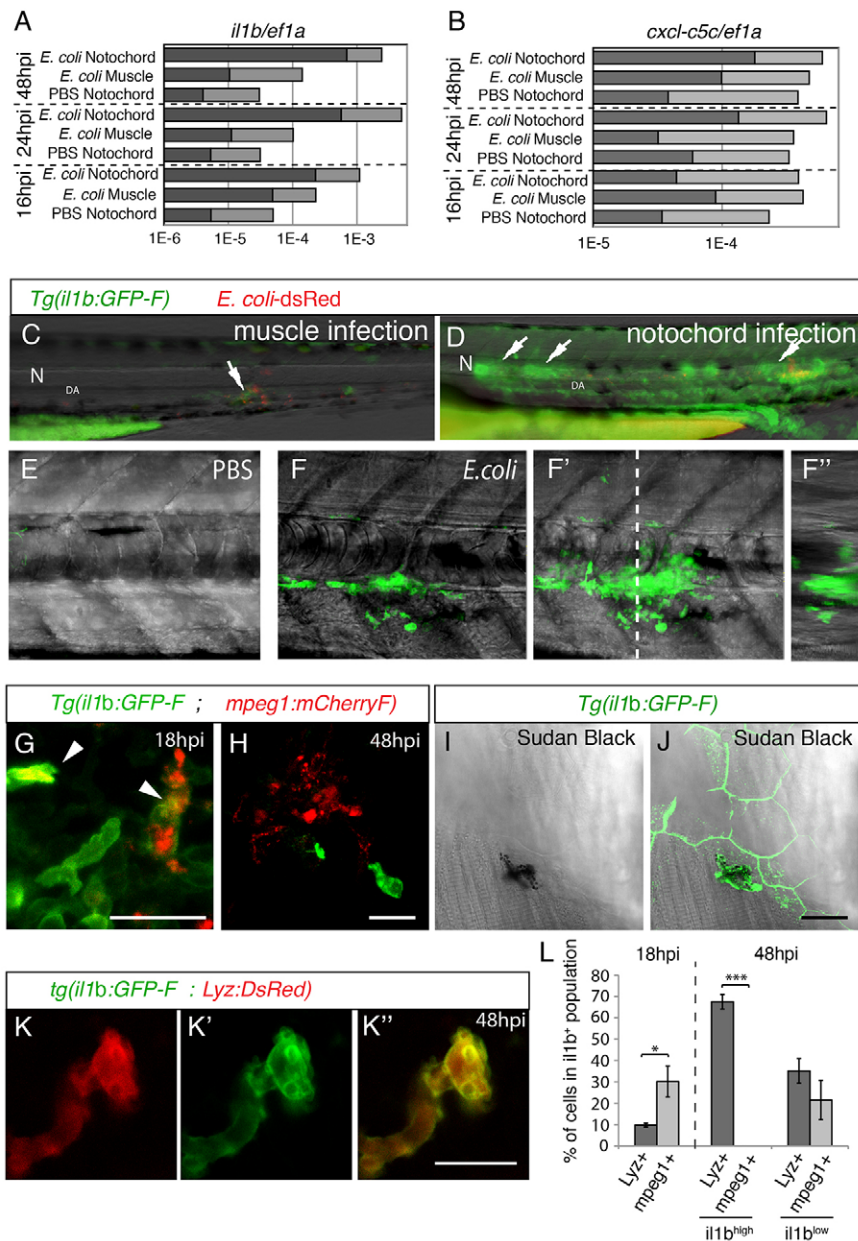 A
il1b/ef1a
48hpi
E. coli Notochord
E. coli Muscle
PBS Notochord
24hpi
E. coli Notochord
E. coli Muscle
PBS Notochord
16hpi
E. coli Notochord
E. coli Muscle
PBS Notochord
1E-6 1E-5 1E-4 1E-3
B
cxcl-c5c/ef1a
48hpi
E. coli Notochord
E. coli Muscle
PBS Notochord
24hpi
E. coli Notochord
E. coli Muscle
PBS Notochord
16hpi
E. coli Notochord
E. coli Muscle
PBS Notochord
1E-5 1E-4
Tg(il1b:GFP-F) E. coli-dsRed
C muscle infection
N
DA
D notochord infection
N
DA
E PBS
F E.coli
F'
F''
Tg(il1b:GFP-F ; mpeg1:mCherryF)
G 18hpi
H 48hpi
Tg(il1b:GFP-F)
I Sudan Black
J Sudan Black
tg(il1b:GFP-F : Lyz:DsRed)
K
K'
K'' 48hpi
L
18hpi 48hpi
% of cells in il1b⁺ population
80
70
60
50
40
30
20
10
0
*
***
Lyz+ mpeg1+ Lyz+ mpeg1+ Lyz+ mpeg1+
il1bʰⁱᵍʰ il1bˡᵒʷ